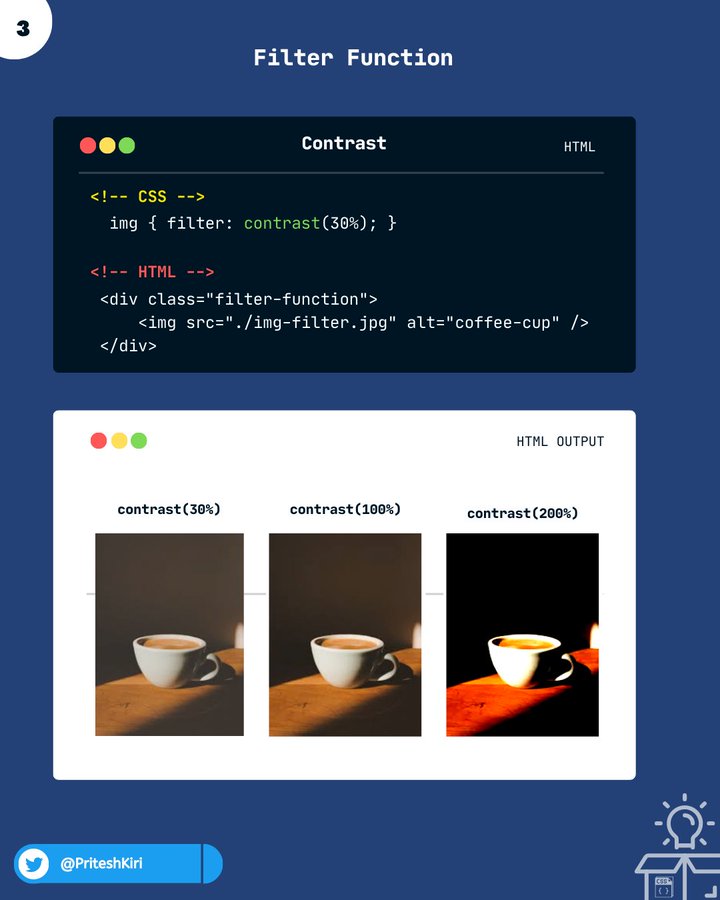 3
Filter Function
Contrast
HTML
<!-- CSS -->
img { filter: contrast(30%); }
<!-- HTML -->
<div class="filter-function">
<img src="./img-filter.jpg" alt="coffee-cup" />
</div>
HTML OUTPUT
contrast(30%)
contrast(100%)
contrast(200%)
@PriteshKiri
CSS
{ }